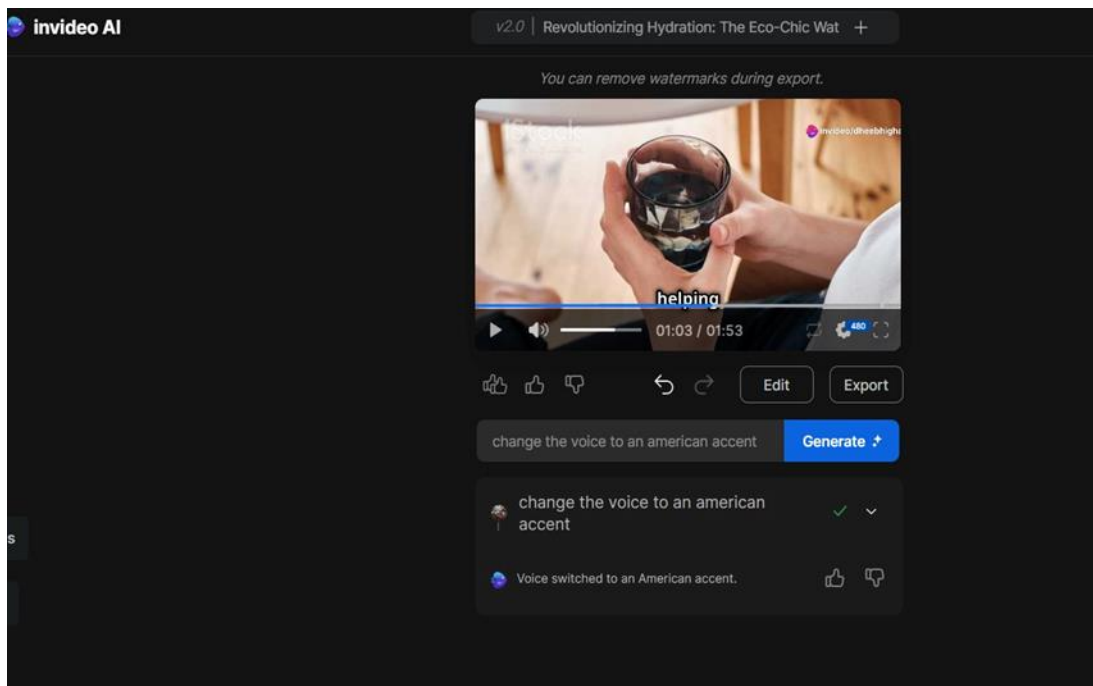 invideo AI
v2.0 | Revolutionizing Hydration: The Eco-Chic Wat +
You can remove watermarks during export.
iStock
helping
01:03 / 01:53
480
Edit
Export
change the voice to an american accent
Generate
change the voice to an american
accent
s
Voice switched to an American accent.